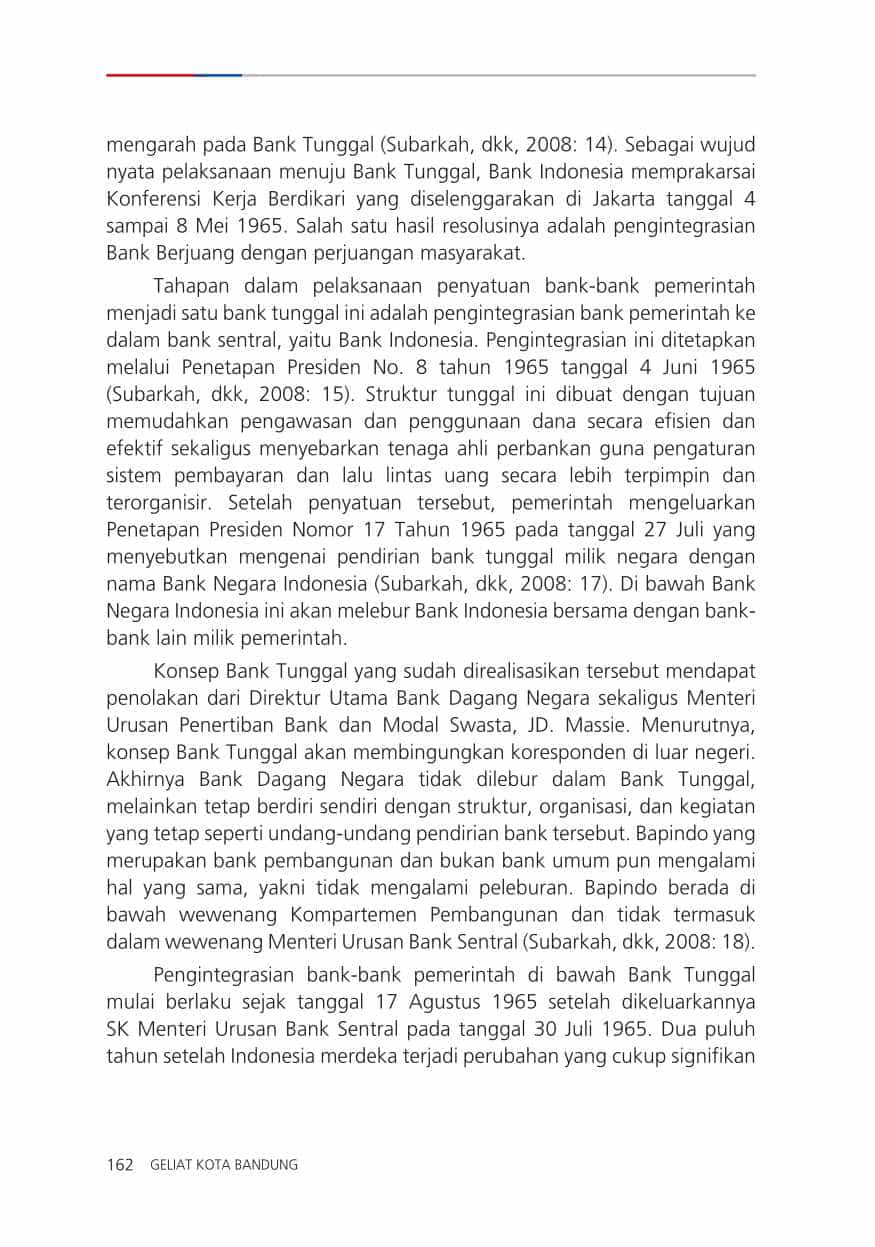 mengarah pada Bank Tunggal (Subarkah, dkk, 2008: 14). Sebagai wujud
nyata pelaksanaan menuju Bank Tunggal, Bank Indonesia memprakarsai
Konferensi Kerja Berdikari yang diselenggarakan di Jakarta tanggal 4
sampai 8 Mei 1965. Salah satu hasil resolusinya adalah pengintegrasian
Bank Berjuang dengan perjuangan masyarakat.
Tahapan dalam pelaksanaan penyatuan bank-bank pemerintah
menjadi satu bank tunggal ini adalah pengintegrasian bank pemerintah ke
dalam bank sentral, yaitu Bank Indonesia. Pengintegrasian ini ditetapkan
melalui Penetapan Presiden No. 8 tahun 1965 tanggal 4 Juni 1965
(Subarkah, dkk, 2008: 15). Struktur tunggal ini dibuat dengan tujuan
memudahkan pengawasan dan penggunaan dana secara efisien dan
efektif sekaligus menyebarkan tenaga ahli perbankan guna pengaturan
sistem pembayaran dan lalu lintas uang secara lebih terpimpin dan
terorganisir. Setelah penyatuan tersebut, pemerintah mengeluarkan
Penetapan Presiden Nomor 17 Tahun 1965 pada tanggal 27 Juli yang
menyebutkan mengenai pendirian bank tunggal milik negara dengan
nama Bank Negara Indonesia (Subarkah, dkk, 2008: 17). Di bawah Bank
Negara Indonesia ini akan melebur Bank Indonesia bersama dengan bank-
bank lain milik pemerintah.
Konsep Bank Tunggal yang sudah direalisasikan tersebut mendapat
penolakan dari Direktur Utama Bank Dagang Negara sekaligus Menteri
Urusan Penertiban Bank dan Modal Swasta, JD. Massie. Menurutnya,
konsep Bank Tunggal akan membingungkan koresponden di luar negeri.
Akhirnya Bank Dagang Negara tidak dilebur dalam Bank Tunggal,
melainkan tetap berdiri sendiri dengan struktur, organisasi, dan kegiatan
yang tetap seperti undang-undang pendirian bank tersebut. Bapindo yang
merupakan bank pembangunan dan bukan bank umum pun mengalami
hal yang sama, yakni tidak mengalami peleburan. Bapindo berada di
bawah wewenang Kompartemen Pembangunan dan tidak termasuk
dalam wewenang Menteri Urusan Bank Sentral (Subarkah, dkk, 2008: 18).
Pengintegrasian bank-bank pemerintah di bawah Bank Tunggal
mulai berlaku sejak tanggal 17 Agustus 1965 setelah dikeluarkannya
SK Menteri Urusan Bank Sentral pada tanggal 30 Juli 1965. Dua puluh
tahun setelah Indonesia merdeka terjadi perubahan yang cukup signifikan
162 GELIAT KOTA BANDUNG